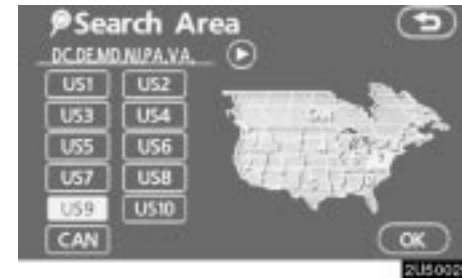 Search Area
DC.DE.MD.NJ.PA.VA.
US1 US2
US3 US4
US5 US6
US7 US8
US9 US10
CAN
OK
2U5002